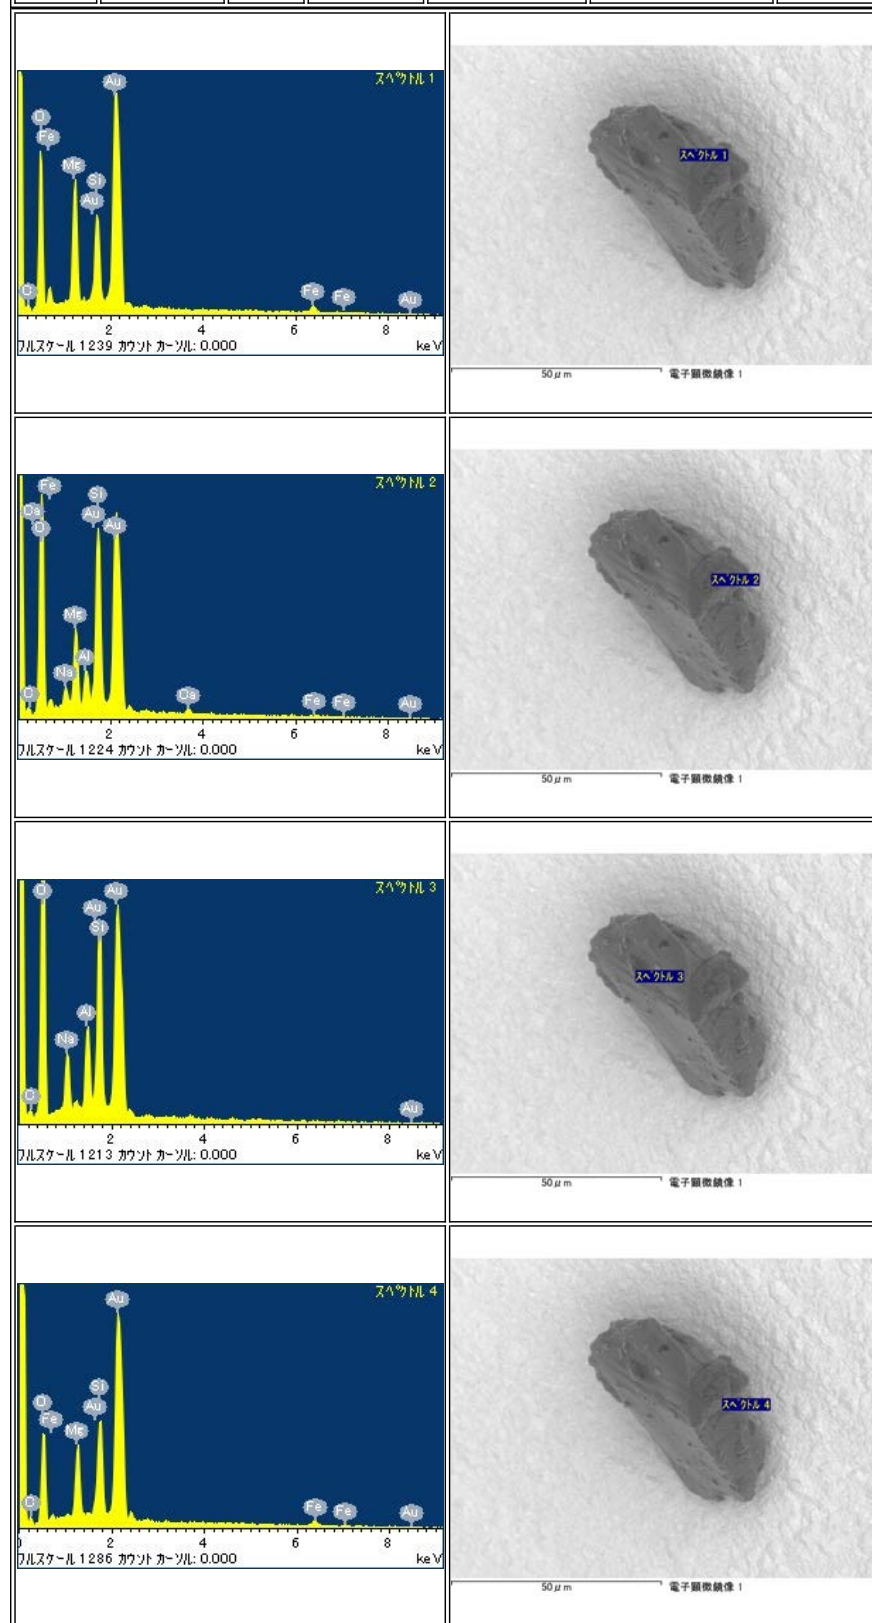 スペクトル 1
Au
O
Fe
Mg
Si
Au
C
Fe
Fe
Au
2
4
6
8
フルスケール 1239 カウント カーソル: 0.000
keV
スペクトル 1
50μm
電子顕微鏡像 1
スペクトル 2
Fe
Si
Ca
Au
Au
O
Mg
Al
Na
C
Ca
Fe
Fe
Au
2
4
6
8
フルスケール 1224 カウント カーソル: 0.000
keV
スペクトル 2
50μm
電子顕微鏡像 1
スペクトル 3
O
Au
Au
Si
Al
Na
C
Au
2
4
6
8
フルスケール 1213 カウント カーソル: 0.000
keV
スペクトル 3
50μm
電子顕微鏡像 1
スペクトル 4
Au
Si
O
Au
Fe
Mg
C
Fe
Fe
Au
0
2
4
6
8
フルスケール 1286 カウント カーソル: 0.000
keV
スペクトル 4
50μm
電子顕微鏡像 1